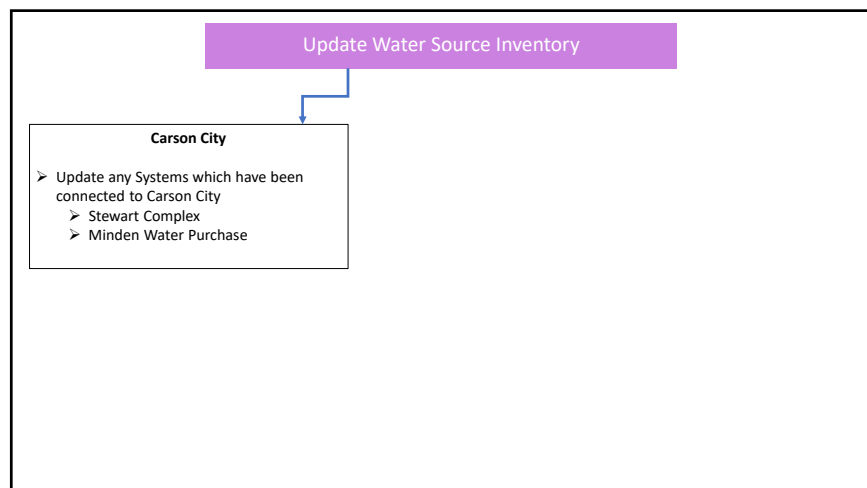 Update Water Source Inventory
Carson City
➢ Update any Systems which have been
connected to Carson City
➢ Stewart Complex
➢ Minden Water Purchase